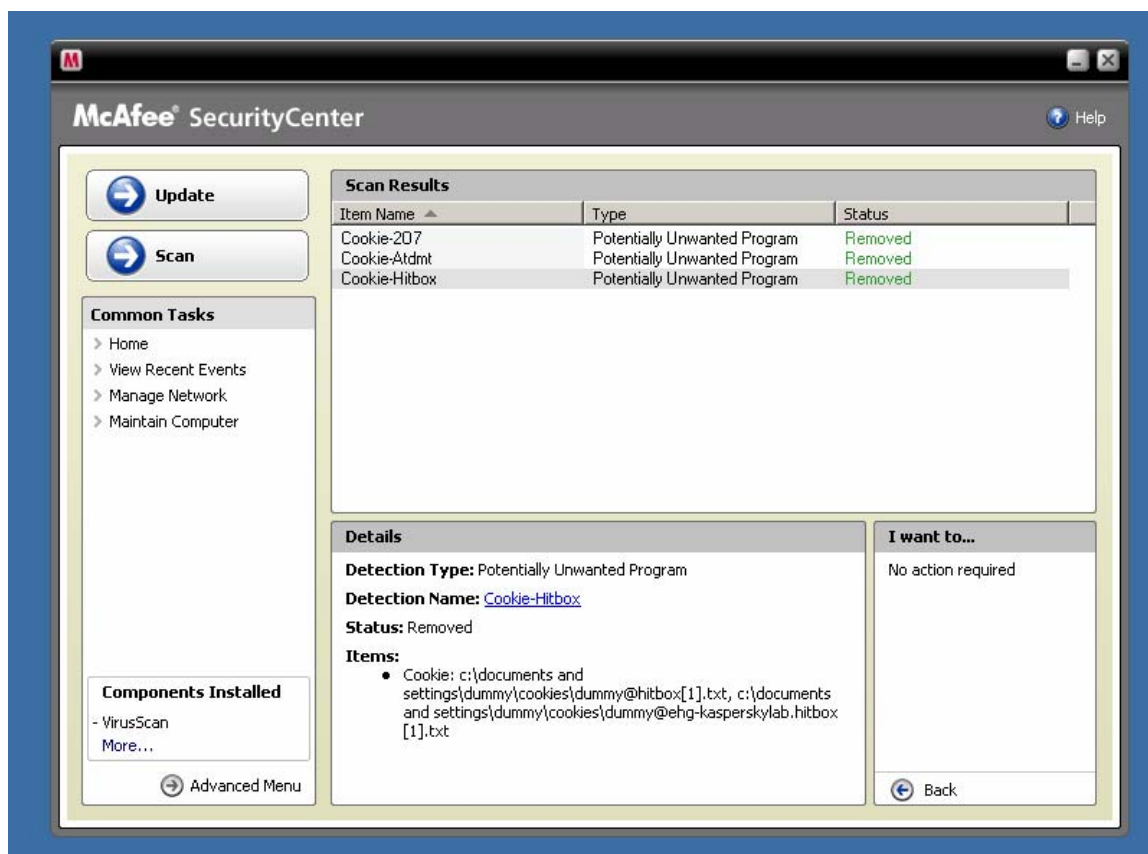 McAfee® SecurityCenter
Help
Update
Scan
Common Tasks
Home
View Recent Events
Manage Network
Maintain Computer
Components Installed
- VirusScan
More...
Advanced Menu
Scan Results
Item Name Type Status
Cookie-207 Potentially Unwanted Program Removed
Cookie-Atdmt Potentially Unwanted Program Removed
Cookie-Hitbox Potentially Unwanted Program Removed
Details
Detection Type: Potentially Unwanted Program
Detection Name: Cookie-Hitbox
Status: Removed
Items:
• Cookie: c:\documents and
settings\dummy\cookies\dummy@hitbox[1].txt, c:\documents
and settings\dummy\cookies\dummy@ehg-kasperskylab.hitbox
[1].txt
I want to...
No action required
Back